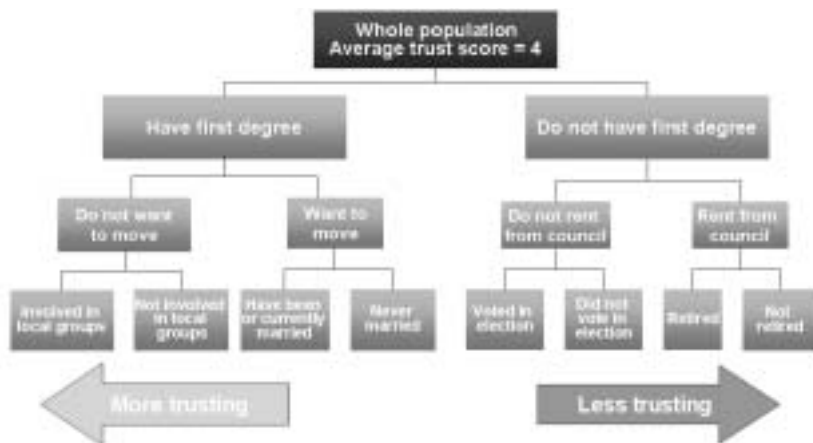 Whole population
Average trust score = 4
Have first degree
Do not have first degree
Do not want
to move
Want to
move
Do not rent
from council
Rent from
council
Involved in
local groups
Not involved
in local
groups
Have been
or currently
married
Never
married
Voted in
election
Did not
vote in
election
Retired
Not
retired
More trusting
Less trusting